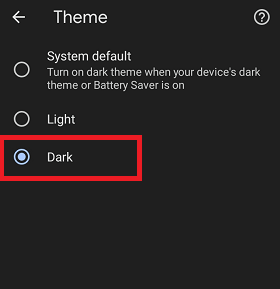 Theme
System default
Turn on dark theme when your device's dark
theme or Battery Saver is on
Light
Dark